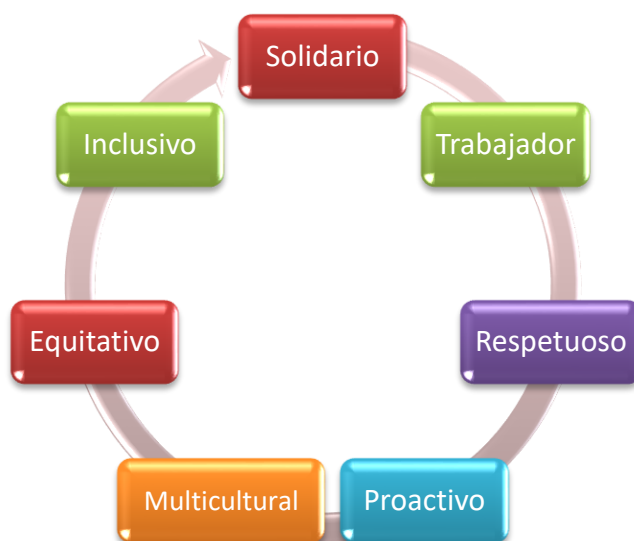 Solidario
Trabajador
Respetuoso
Proactivo
Multicultural
Equitativo
Inclusivo